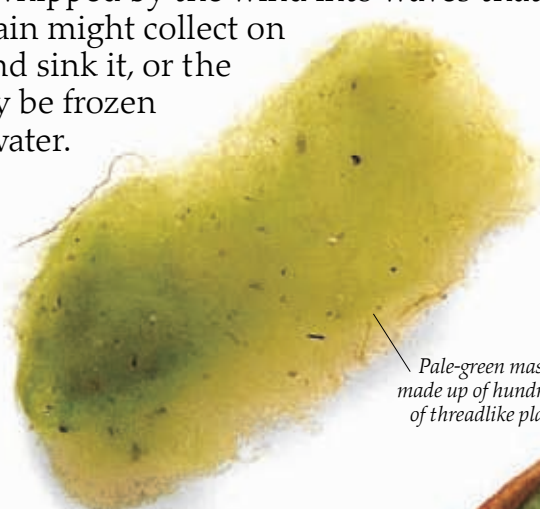 whipped by the wind into waves that
ain might collect on
nd sink it, or the
y be frozen
water.
Pale-green mas
made up of hundr
of threadlike pla